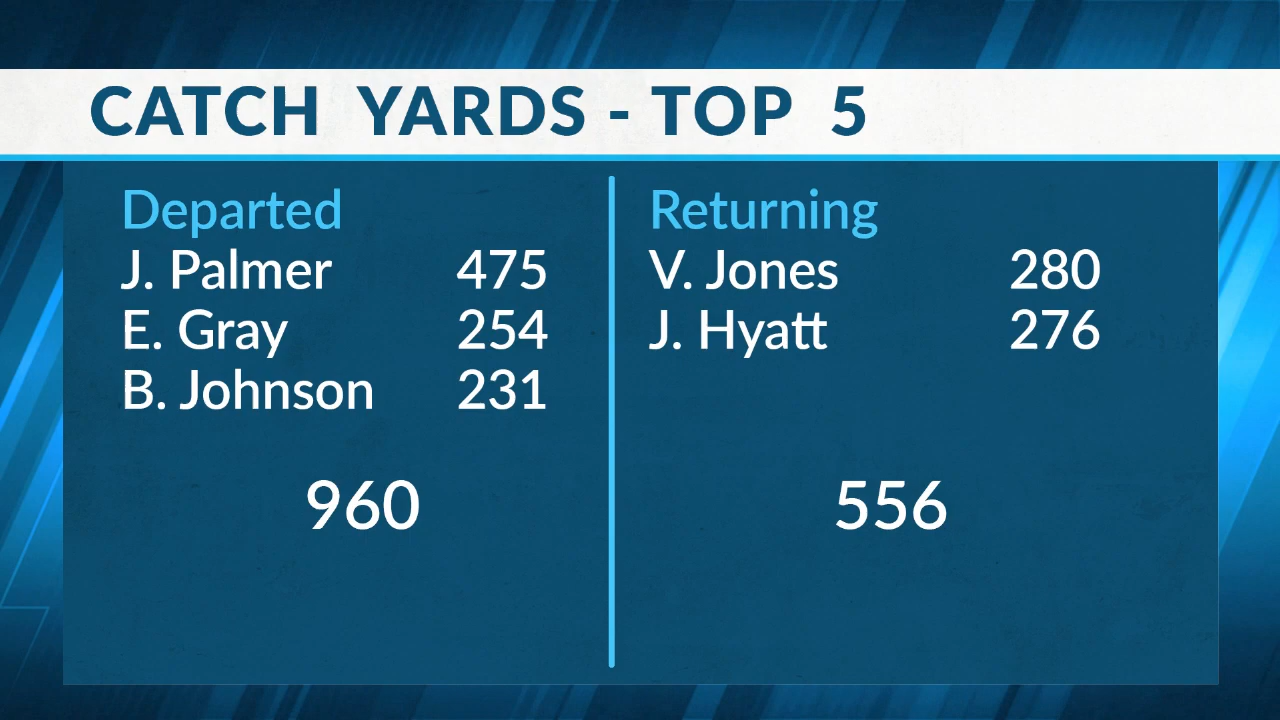 CATCH YARDS - TOP 5
Departed
J. Palmer 475
E. Gray 254
B. Johnson 231
960
Returning
V. Jones 280
J. Hyatt 276
556